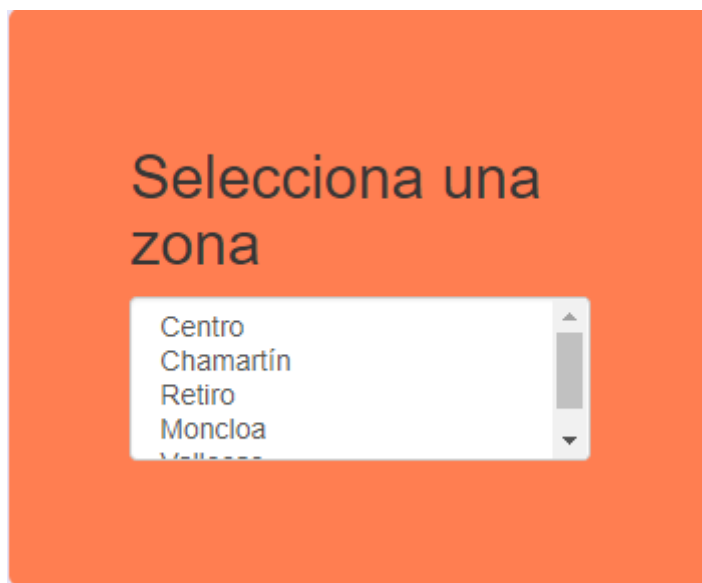 Selecciona una
zona
Centro
Chamartín
Retiro
Moncloa